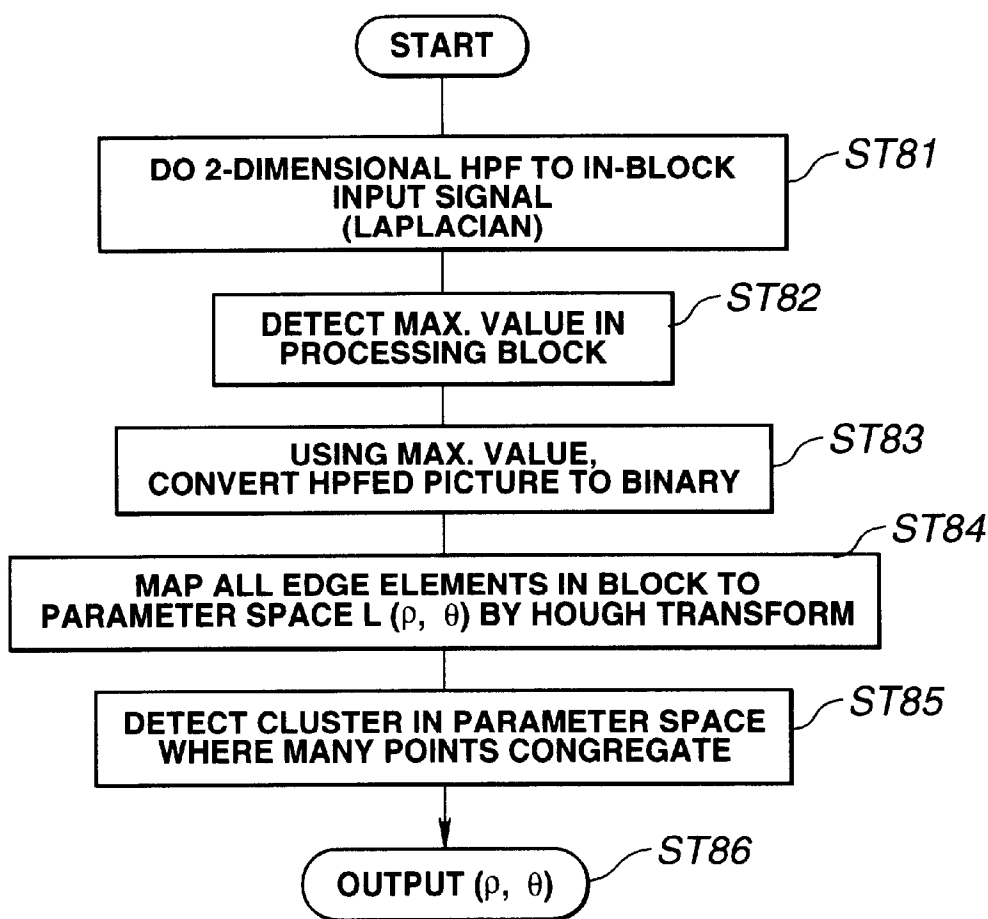 START
DO 2-DIMENSIONAL HPF TO IN-BLOCK
INPUT SIGNAL
(LAPLACIAN)
ST81
DETECT MAX. VALUE IN
PROCESSING BLOCK
ST82
USING MAX. VALUE,
CONVERT HPFED PICTURE TO BINARY
ST83
MAP ALL EDGE ELEMENTS IN BLOCK TO
PARAMETER SPACE L (ρ, θ) BY HOUGH TRANSFORM
ST84
DETECT CLUSTER IN PARAMETER SPACE
WHERE MANY POINTS CONGREGATE
ST85
OUTPUT (ρ, θ)
ST86